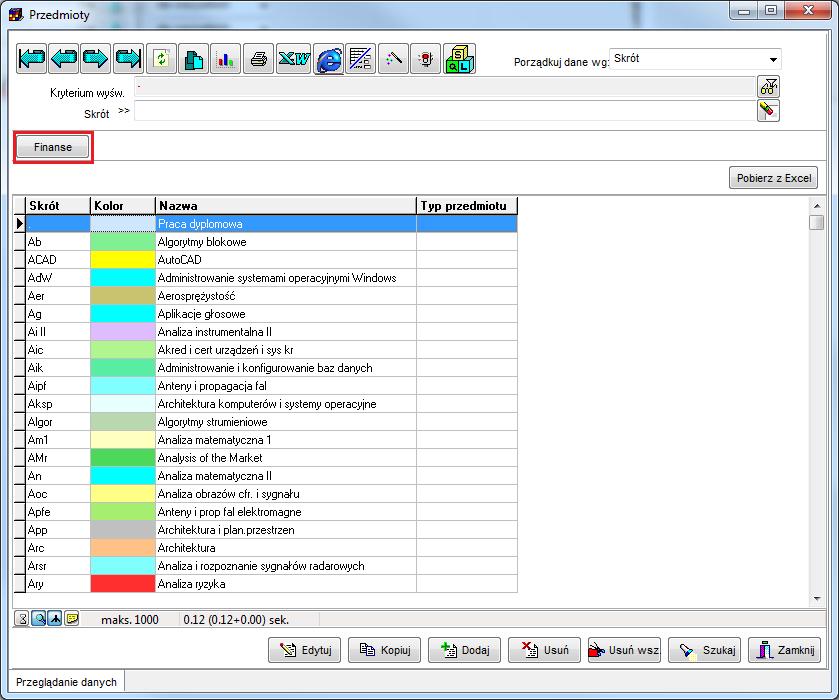 Przedmioty
Porządkuj dane wg: Skrót
Kryterium wyśw.
Skrót >>
Finanse
Pobierz z Excel
Skrót Kolor Nazwa Typ przedmiotu
. Praca dyplomowa
Ab Algorytmy blokowe
ACAD AutoCAD
AdW Administrowanie systemami operacyjnymi Windows
Aer Aerosprężystość
Ag Aplikacje głosowe
Ai II Analiza instrumentalna II
Aic Akred i cert urządzeń i sys kr
Aik Administrowanie i konfigurowanie baz danych
Aipf Anteny i propagacja fal
Aksp Architektura komputerów i systemy operacyjne
Algor Algorytmy strumieniowe
Am1 Analiza matematyczna 1
AMr Analysis of the Market
An Analiza matematyczna II
Aoc Analiza obrazów cfr. i sygnału
Apfe Anteny i prop fal elektromagne
App Architektura i plan.przestrzen
Arc Architektura
Arsr Analiza i rozpoznanie sygnałów radarowych
Ary Analiza ryzyka
maks. 1000 0.12 (0.12+0.00) sek.
Edytuj Kopiuj Dodaj Usuń Usuń wsz Szukaj Zamknij
Przeglądanie danych